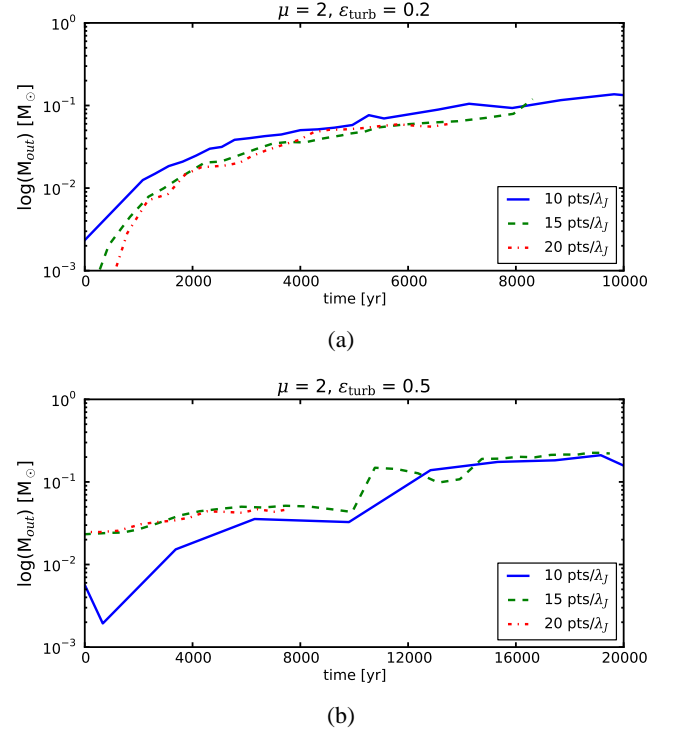 μ = 2, ε_turb = 0.2
10^0
10^-1
10^-2
10^-3
log(M_out) [M_⊙]
10 pts/λ_J
15 pts/λ_J
20 pts/λ_J
0 2000 4000 6000 8000 10000
time [yr]
(a)
μ = 2, ε_turb = 0.5
10^0
10^-1
10^-2
10^-3
log(M_out) [M_⊙]
10 pts/λ_J
15 pts/λ_J
20 pts/λ_J
0 4000 8000 12000 16000 20000
time [yr]
(b)